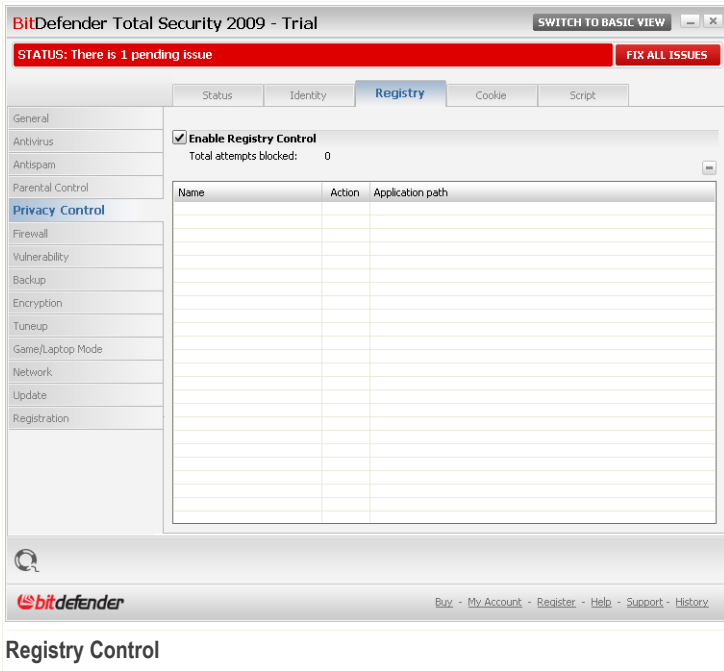 BitDefender Total Security 2009 - Trial
SWITCH TO BASIC VIEW
STATUS: There is 1 pending issue
FIX ALL ISSUES
Status
Identity
Registry
Cookie
Script
General
Antivirus
Antispam
Parental Control
Privacy Control
Firewall
Vulnerability
Backup
Encryption
Tuneup
Game/Laptop Mode
Network
Update
Registration
Enable Registry Control
Total attempts blocked: 0
Name Action Application path
bitdefender
Buy - My Account - Register - Help - Support - History
Registry Control